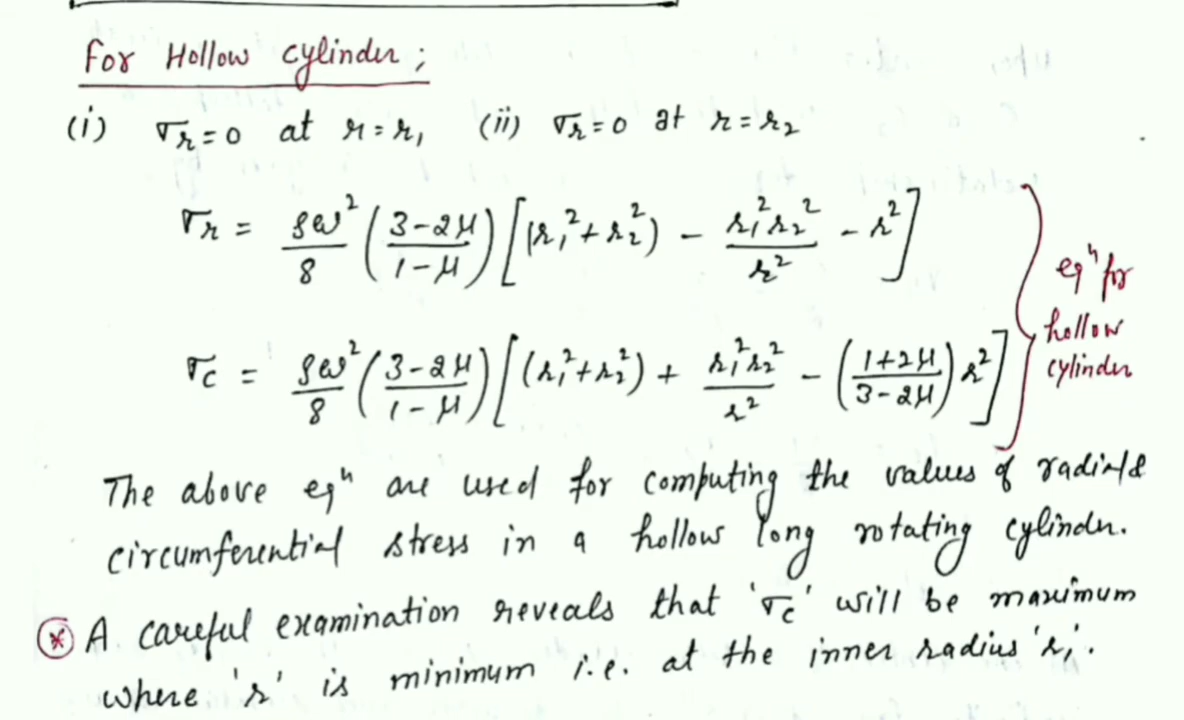 For Hollow cylinder;
(i) σr=0 at r=r₁ (ii) σr=0 at r=r₂
σr = ρω²/8 (3-2μ/1-μ) [(r₁²+r₂²) - r₁²r₂²/r² - r²]
σc = ρω²/8 (3-2μ/1-μ) [(r₁²+r₂²) + r₁²r₂²/r² - (1+2μ/3-2μ) r²]
eqⁿ for
hollow
cylinder
The above eqⁿ are used for computing the values of radial &
circumferential stress in a hollow long rotating cylinder.
* A careful examination reveals that 'σc' will be maximum
where 'r' is minimum i.e. at the inner radius 'r₁'.